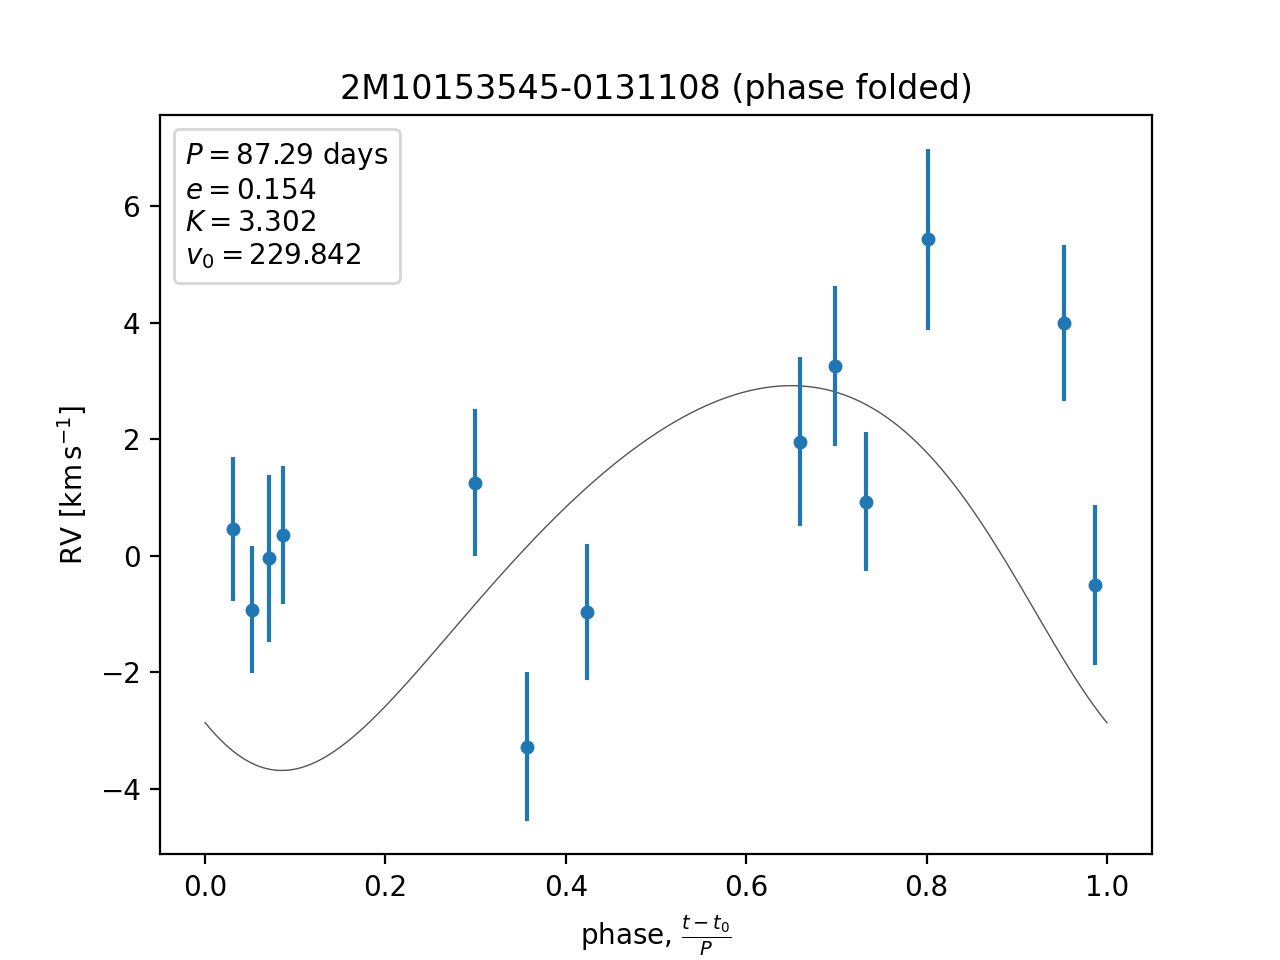 2M10153545-0131108 (phase folded)
P = 87.29 days
e = 0.154
K = 3.302
v₀ = 229.842
6
4
2
0
−2
−4
RV [km s⁻¹]
0.0 0.2 0.4 0.6 0.8 1.0
phase, (t − t₀)/P